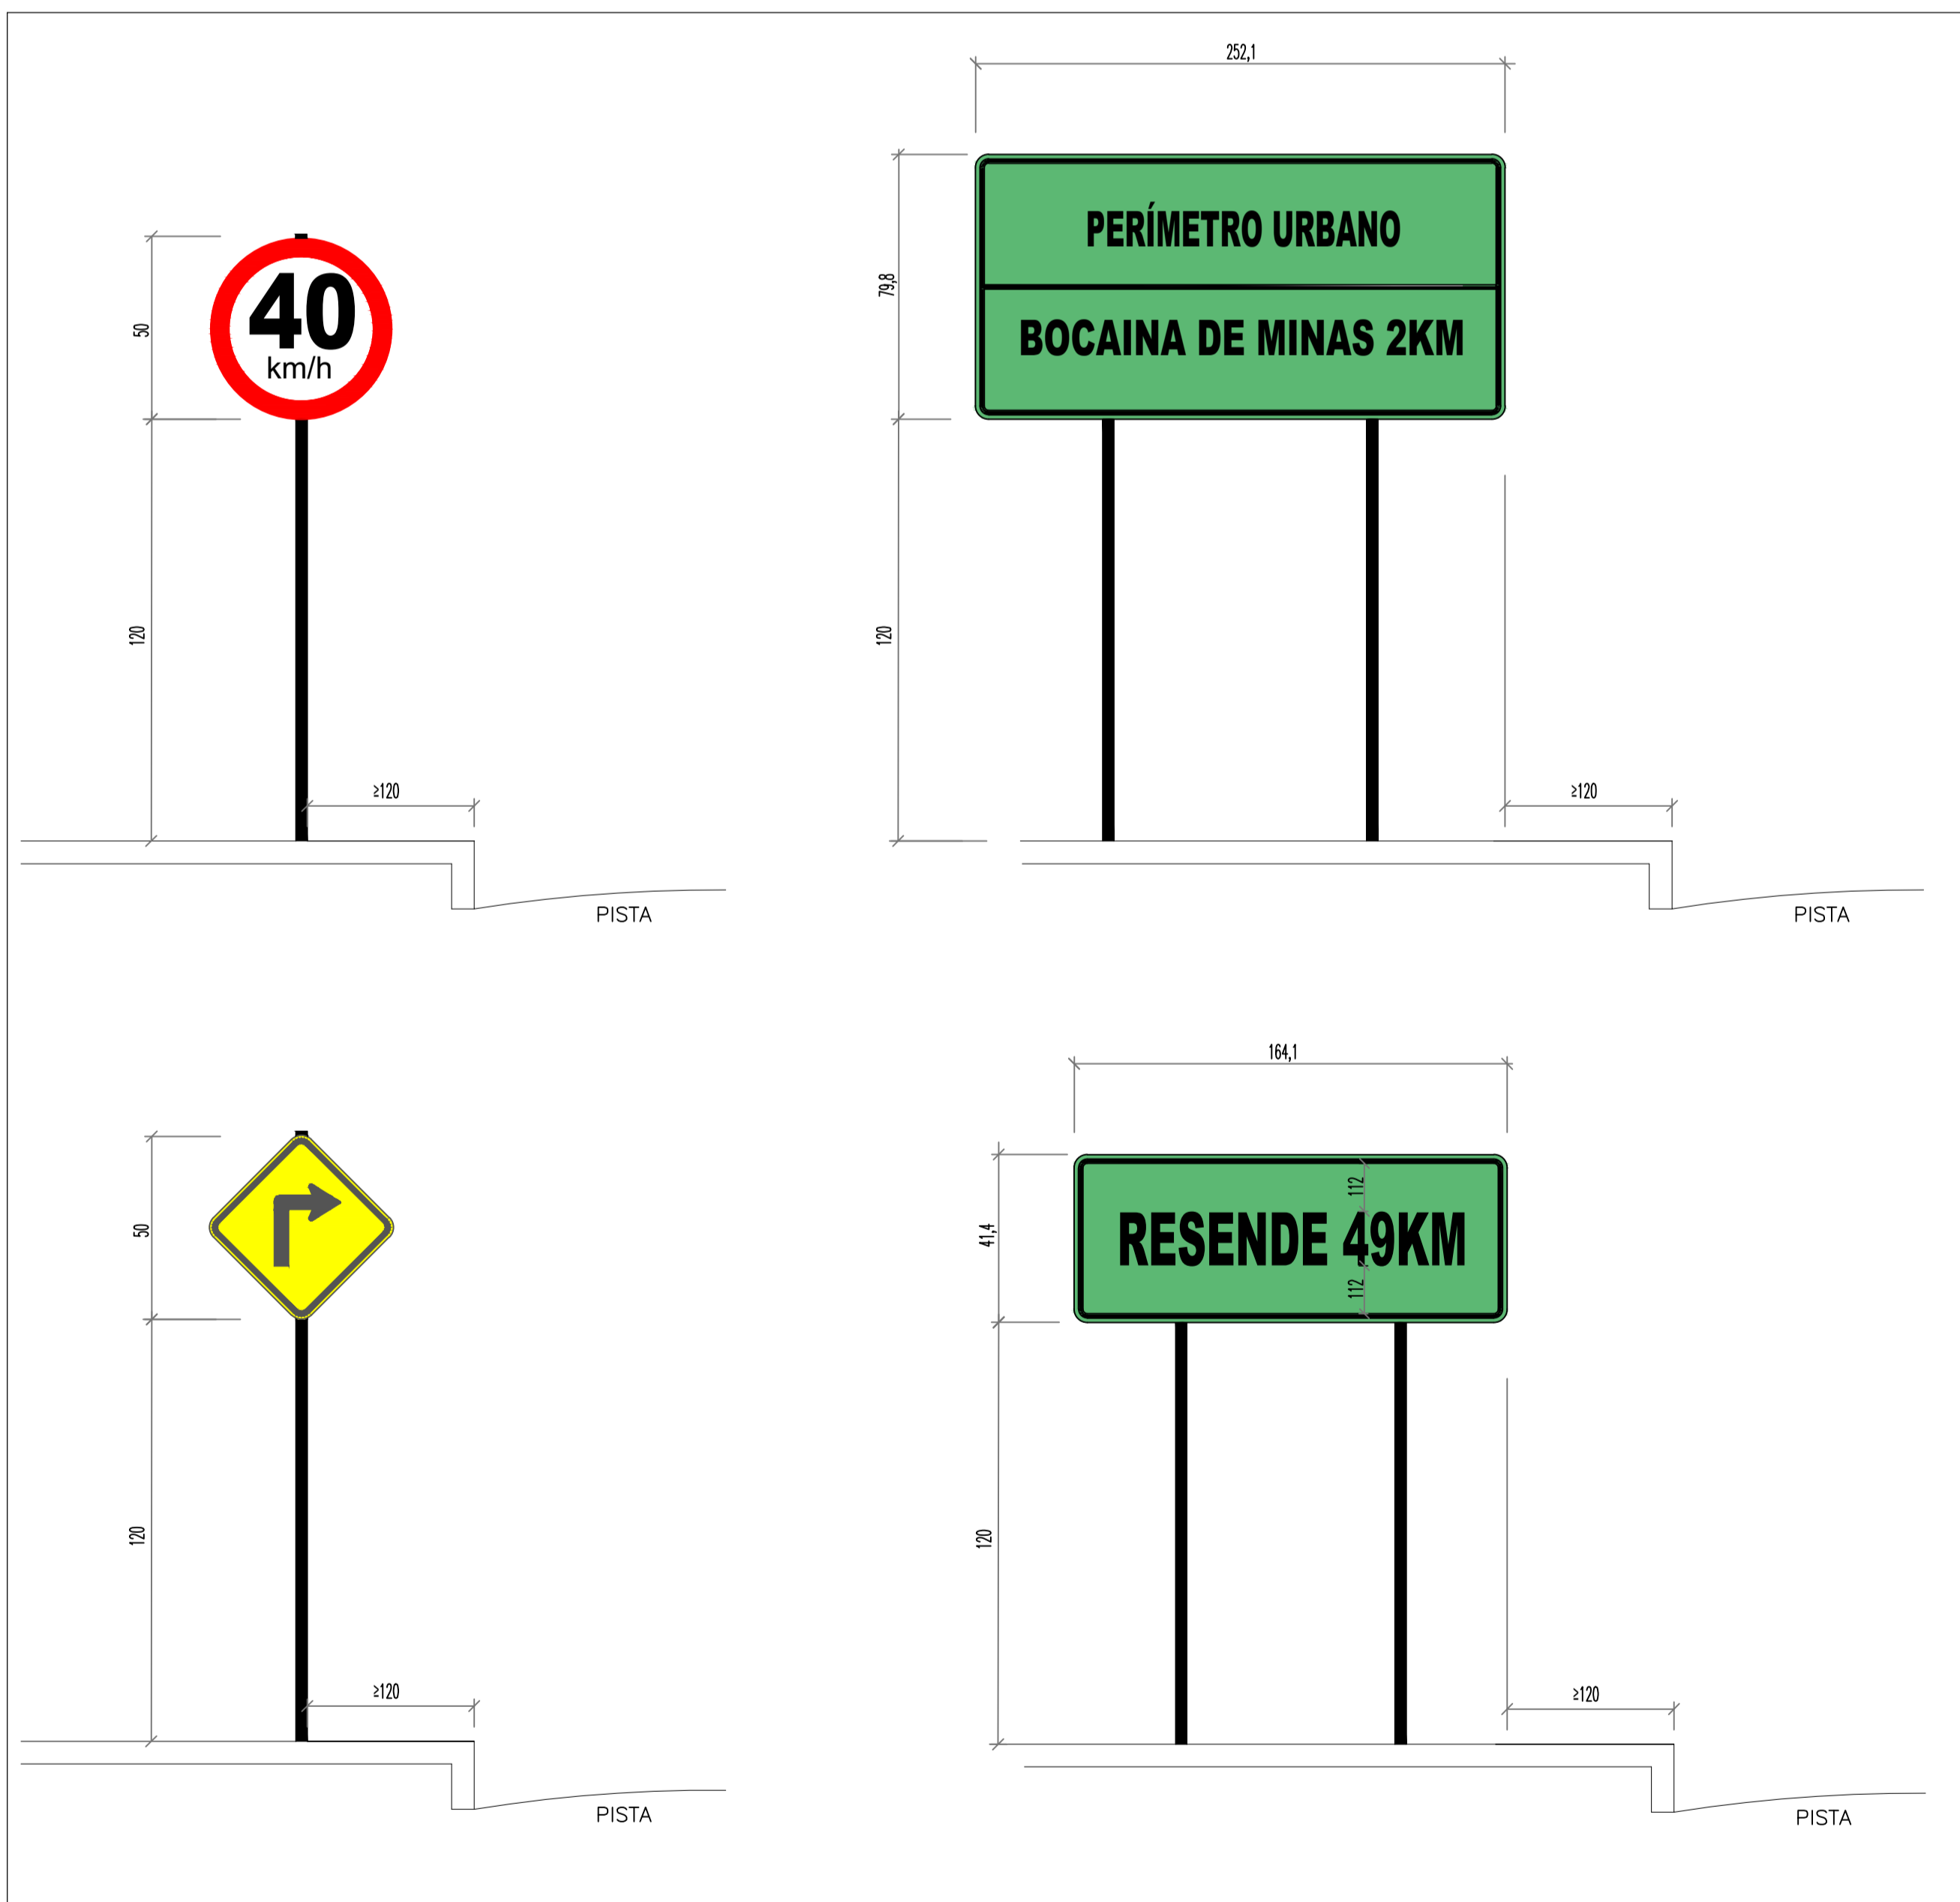 252,1
PERÍMETRO URBANO
BOCAINA DE MINAS 2KM
79,8
120
≥120
PISTA
40
km/h
50
120
≥120
PISTA
164,1
RESENDE 49KM
112
112
41,4
120
≥120
PISTA
50
120
≥120
PISTA